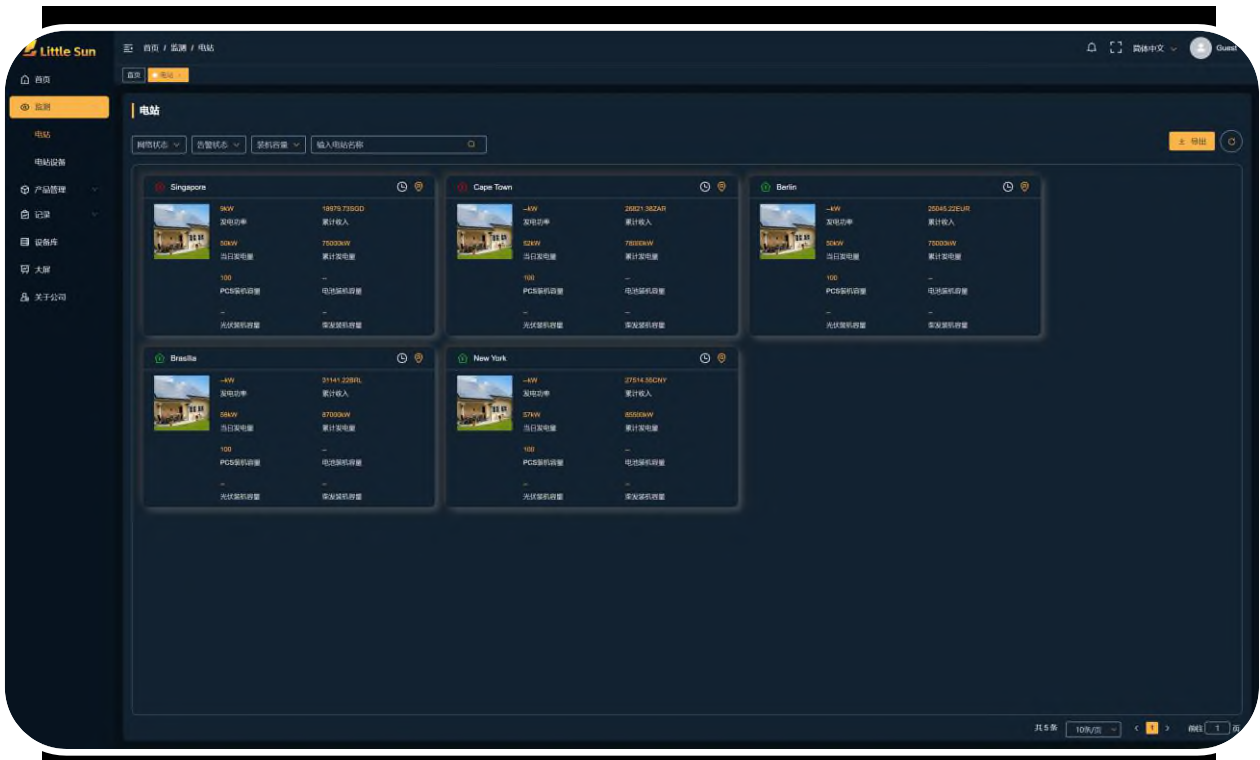 Little Sun
首页 / 监测 / 电站
简体中文
Guest
首页
监测
电站
电站设备
产品管理
记录
设备库
大屏
关于公司
首页
电站
电站
网络状态
告警状态
装机容量
输入电站名称
导出
Singapore
9kW
18979.73SGD
发电功率
累计收入
50kW
75000kW
当日发电量
累计发电量
100
--
PCS装机容量
电池装机容量
--
--
光伏装机容量
柴发装机容量
Cape Town
--kW
26821.38ZAR
发电功率
累计收入
52kW
78000kW
当日发电量
累计发电量
100
--
PCS装机容量
电池装机容量
--
--
光伏装机容量
柴发装机容量
Berlin
--kW
25045.22EUR
发电功率
累计收入
50kW
75000kW
当日发电量
累计发电量
100
--
PCS装机容量
电池装机容量
--
--
光伏装机容量
柴发装机容量
Brasilia
--kW
31141.22BRL
发电功率
累计收入
58kW
87000kW
当日发电量
累计发电量
100
--
PCS装机容量
电池装机容量
--
--
光伏装机容量
柴发装机容量
New York
--kW
27514.55CNY
发电功率
累计收入
57kW
85500kW
当日发电量
累计发电量
100
--
PCS装机容量
电池装机容量
--
--
光伏装机容量
柴发装机容量
共 5 条
10条/页
1
前往 1 页